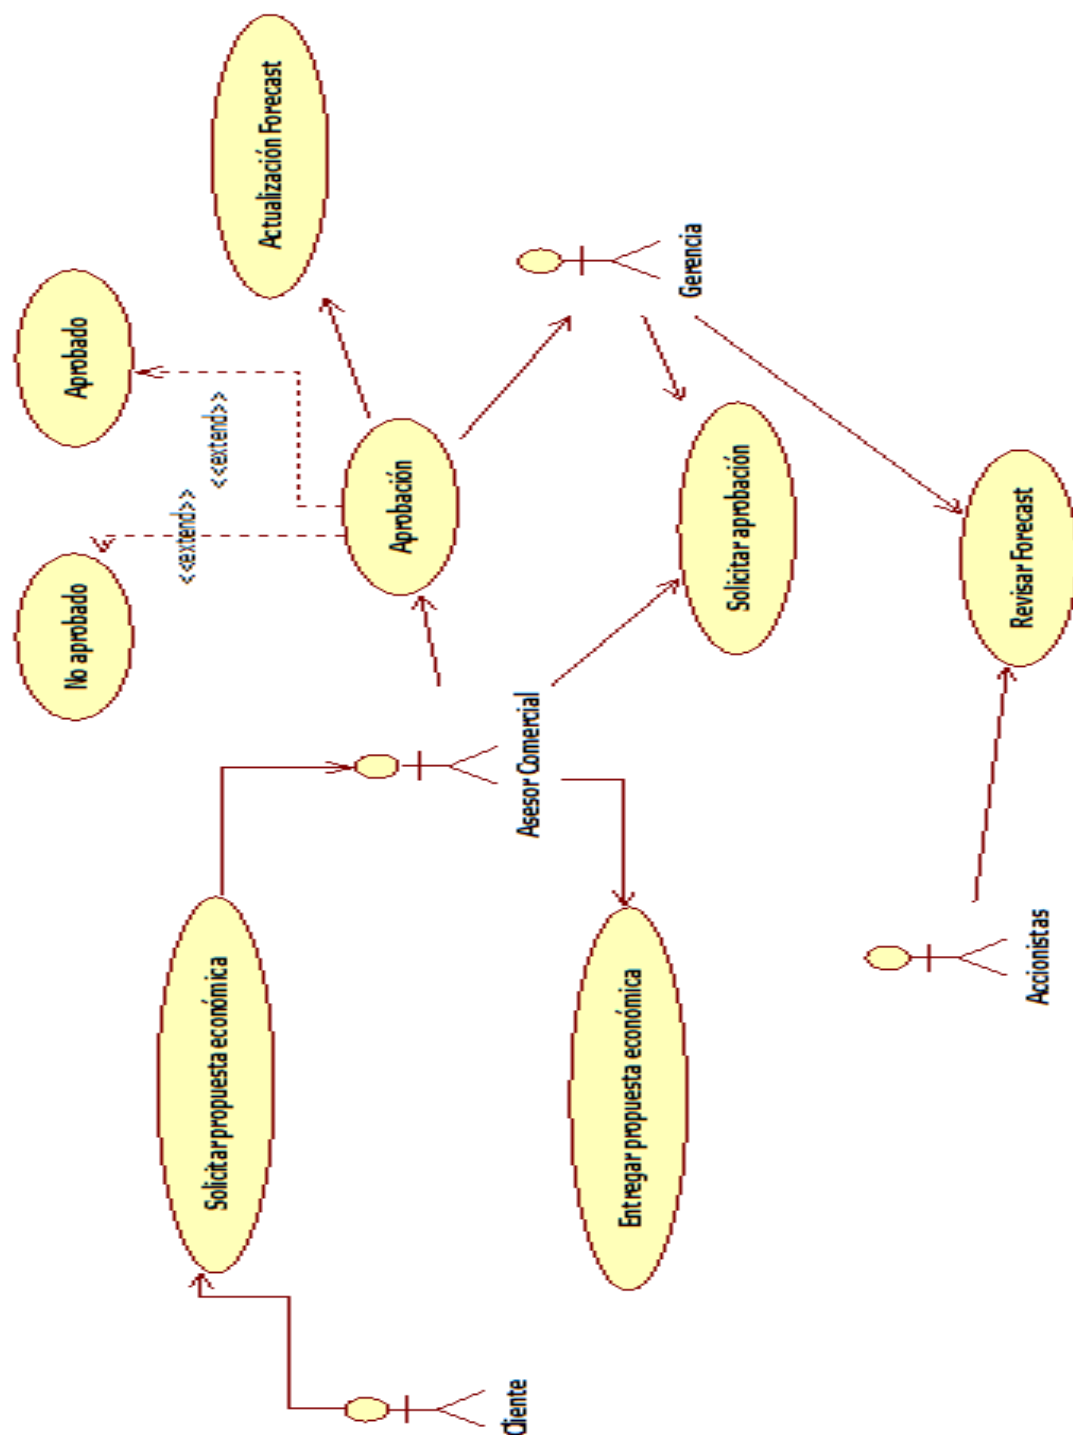 Cliente
Solicitar propuesta económica
Entregar propuesta económica
Asesor Comercial
Accionistas
No aprobado
<<extend>>
<<extend>>
Aprobado
Aprobación
Solicitar aprobación
Revisar Forecast
Actualización Forecast
Gerencia